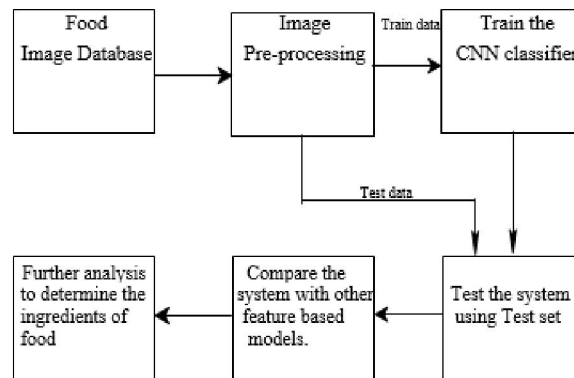 Food
Image Database
Image
Pre-processing
Train data
Train the
CNN classifier
Test data
Further analysis
to determine the
ingredients of
food
Compare the
system with other
feature based
models.
Test the system
using Test set